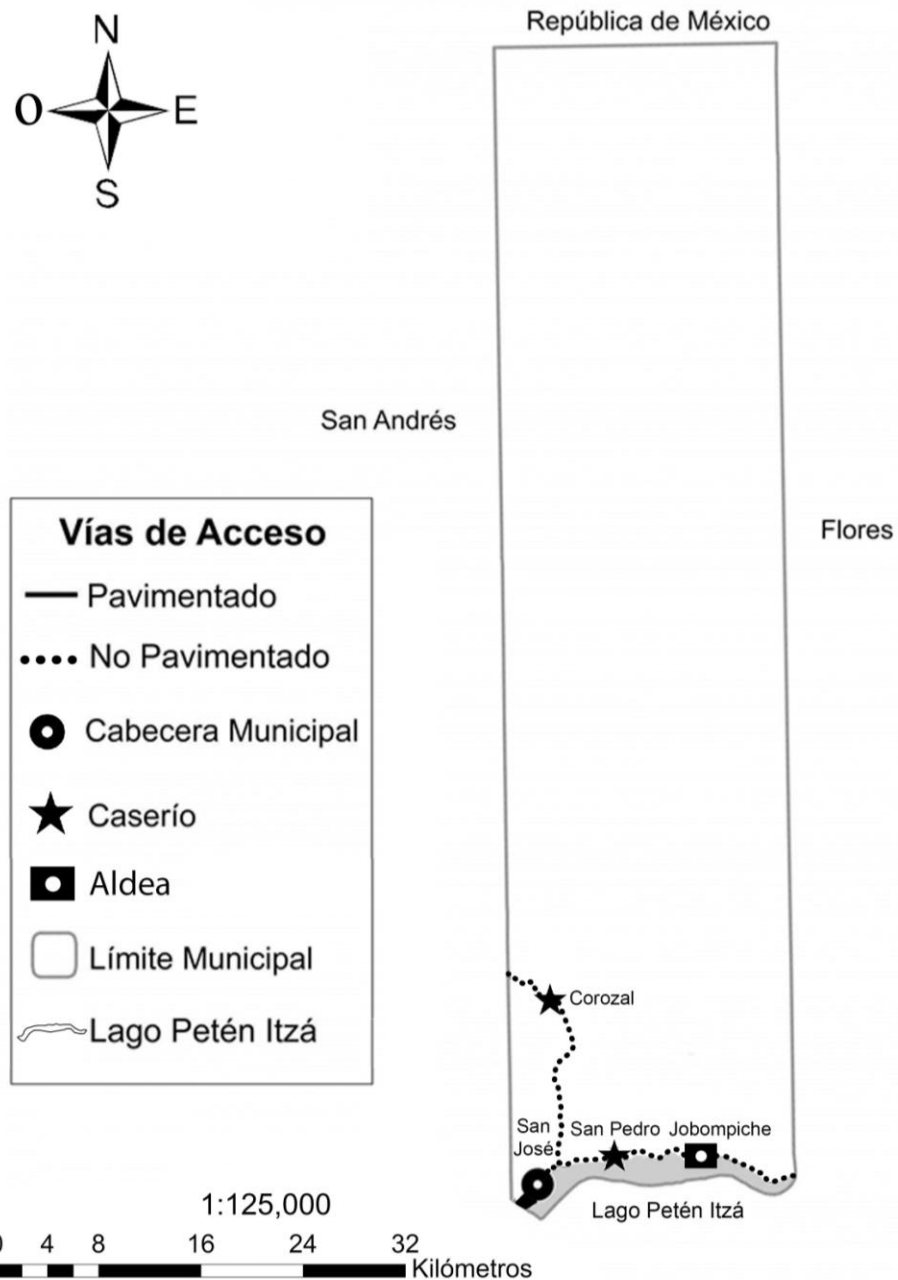 República de México
N
O
E
S
San Andrés
Flores
Vías de Acceso
Pavimentado
No Pavimentado
Cabecera Municipal
Caserío
Aldea
Límite Municipal
Lago Petén Itzá
Corozal
San
José
San Pedro
Jobompiche
Lago Petén Itzá
1:125,000
0 4 8 16 24 32
Kilómetros